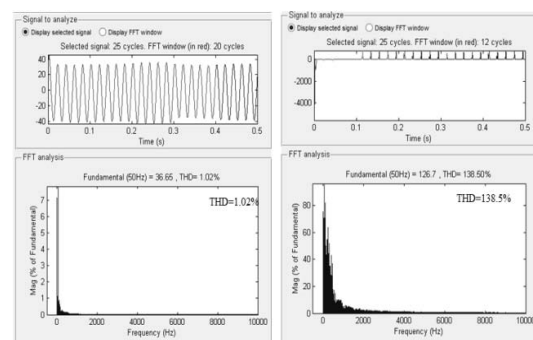 Signal to analyze
Display selected signal Display FFT window
Selected signal: 25 cycles. FFT window (in red): 20 cycles
40
20
0
-20
-40
0 0.1 0.2 0.3 0.4 0.5
Time (s)
FFT analysis
Fundamental (50Hz) = 36.65 , THD= 1.02%
THD=1.02%
7
6
5
4
3
2
1
0
Mag (% of Fundamental)
0 2000 4000 6000 8000 10000
Frequency (Hz)
Signal to analyze
Display selected signal Display FFT window
Selected signal: 25 cycles. FFT window (in red): 12 cycles
0
-2000
-4000
0 0.1 0.2 0.3 0.4 0.5
Time (s)
FFT analysis
Fundamental (50Hz) = 126.7 , THD= 138.50%
THD=138.5%
80
60
40
20
0
Mag (% of Fundamental)
0 2000 4000 6000 8000 10000
Frequency (Hz)